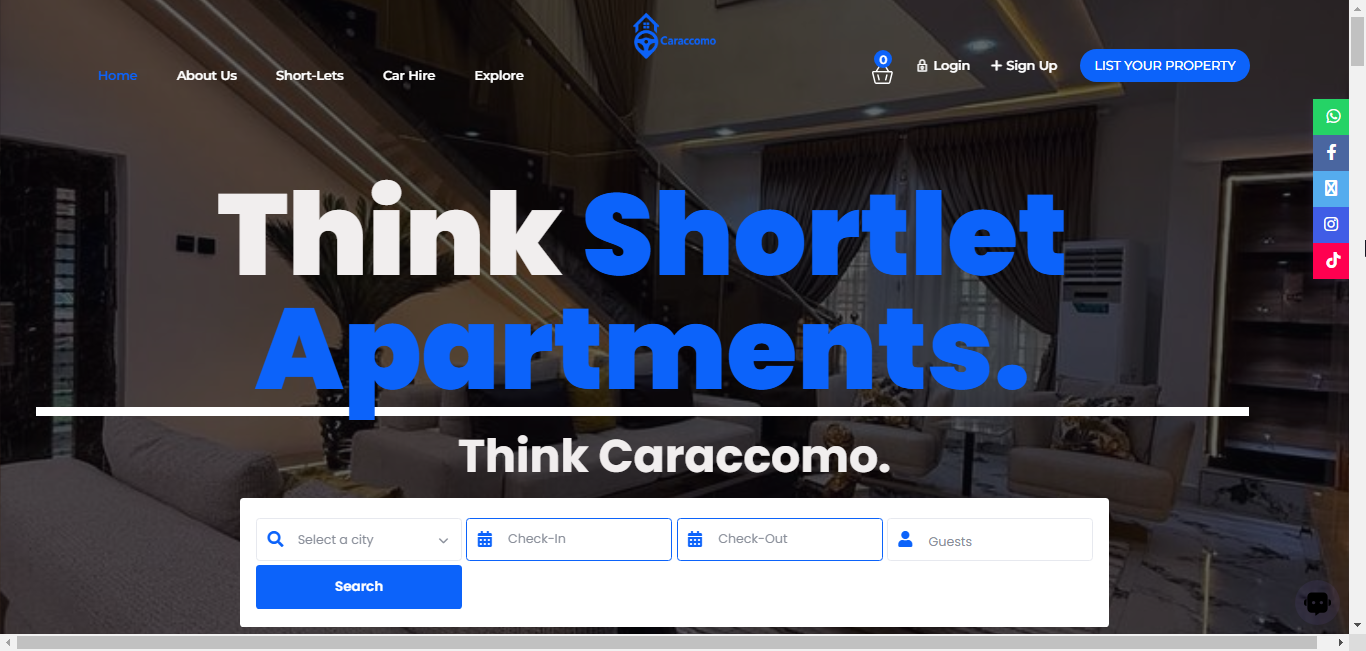 Caraccomo
Home About Us Short-Lets Car Hire Explore
0 Login Sign Up LIST YOUR PROPERTY
Think Shortlet
Apartments.
Think Caraccomo.
Select a city Check-In Check-Out Guests
Search